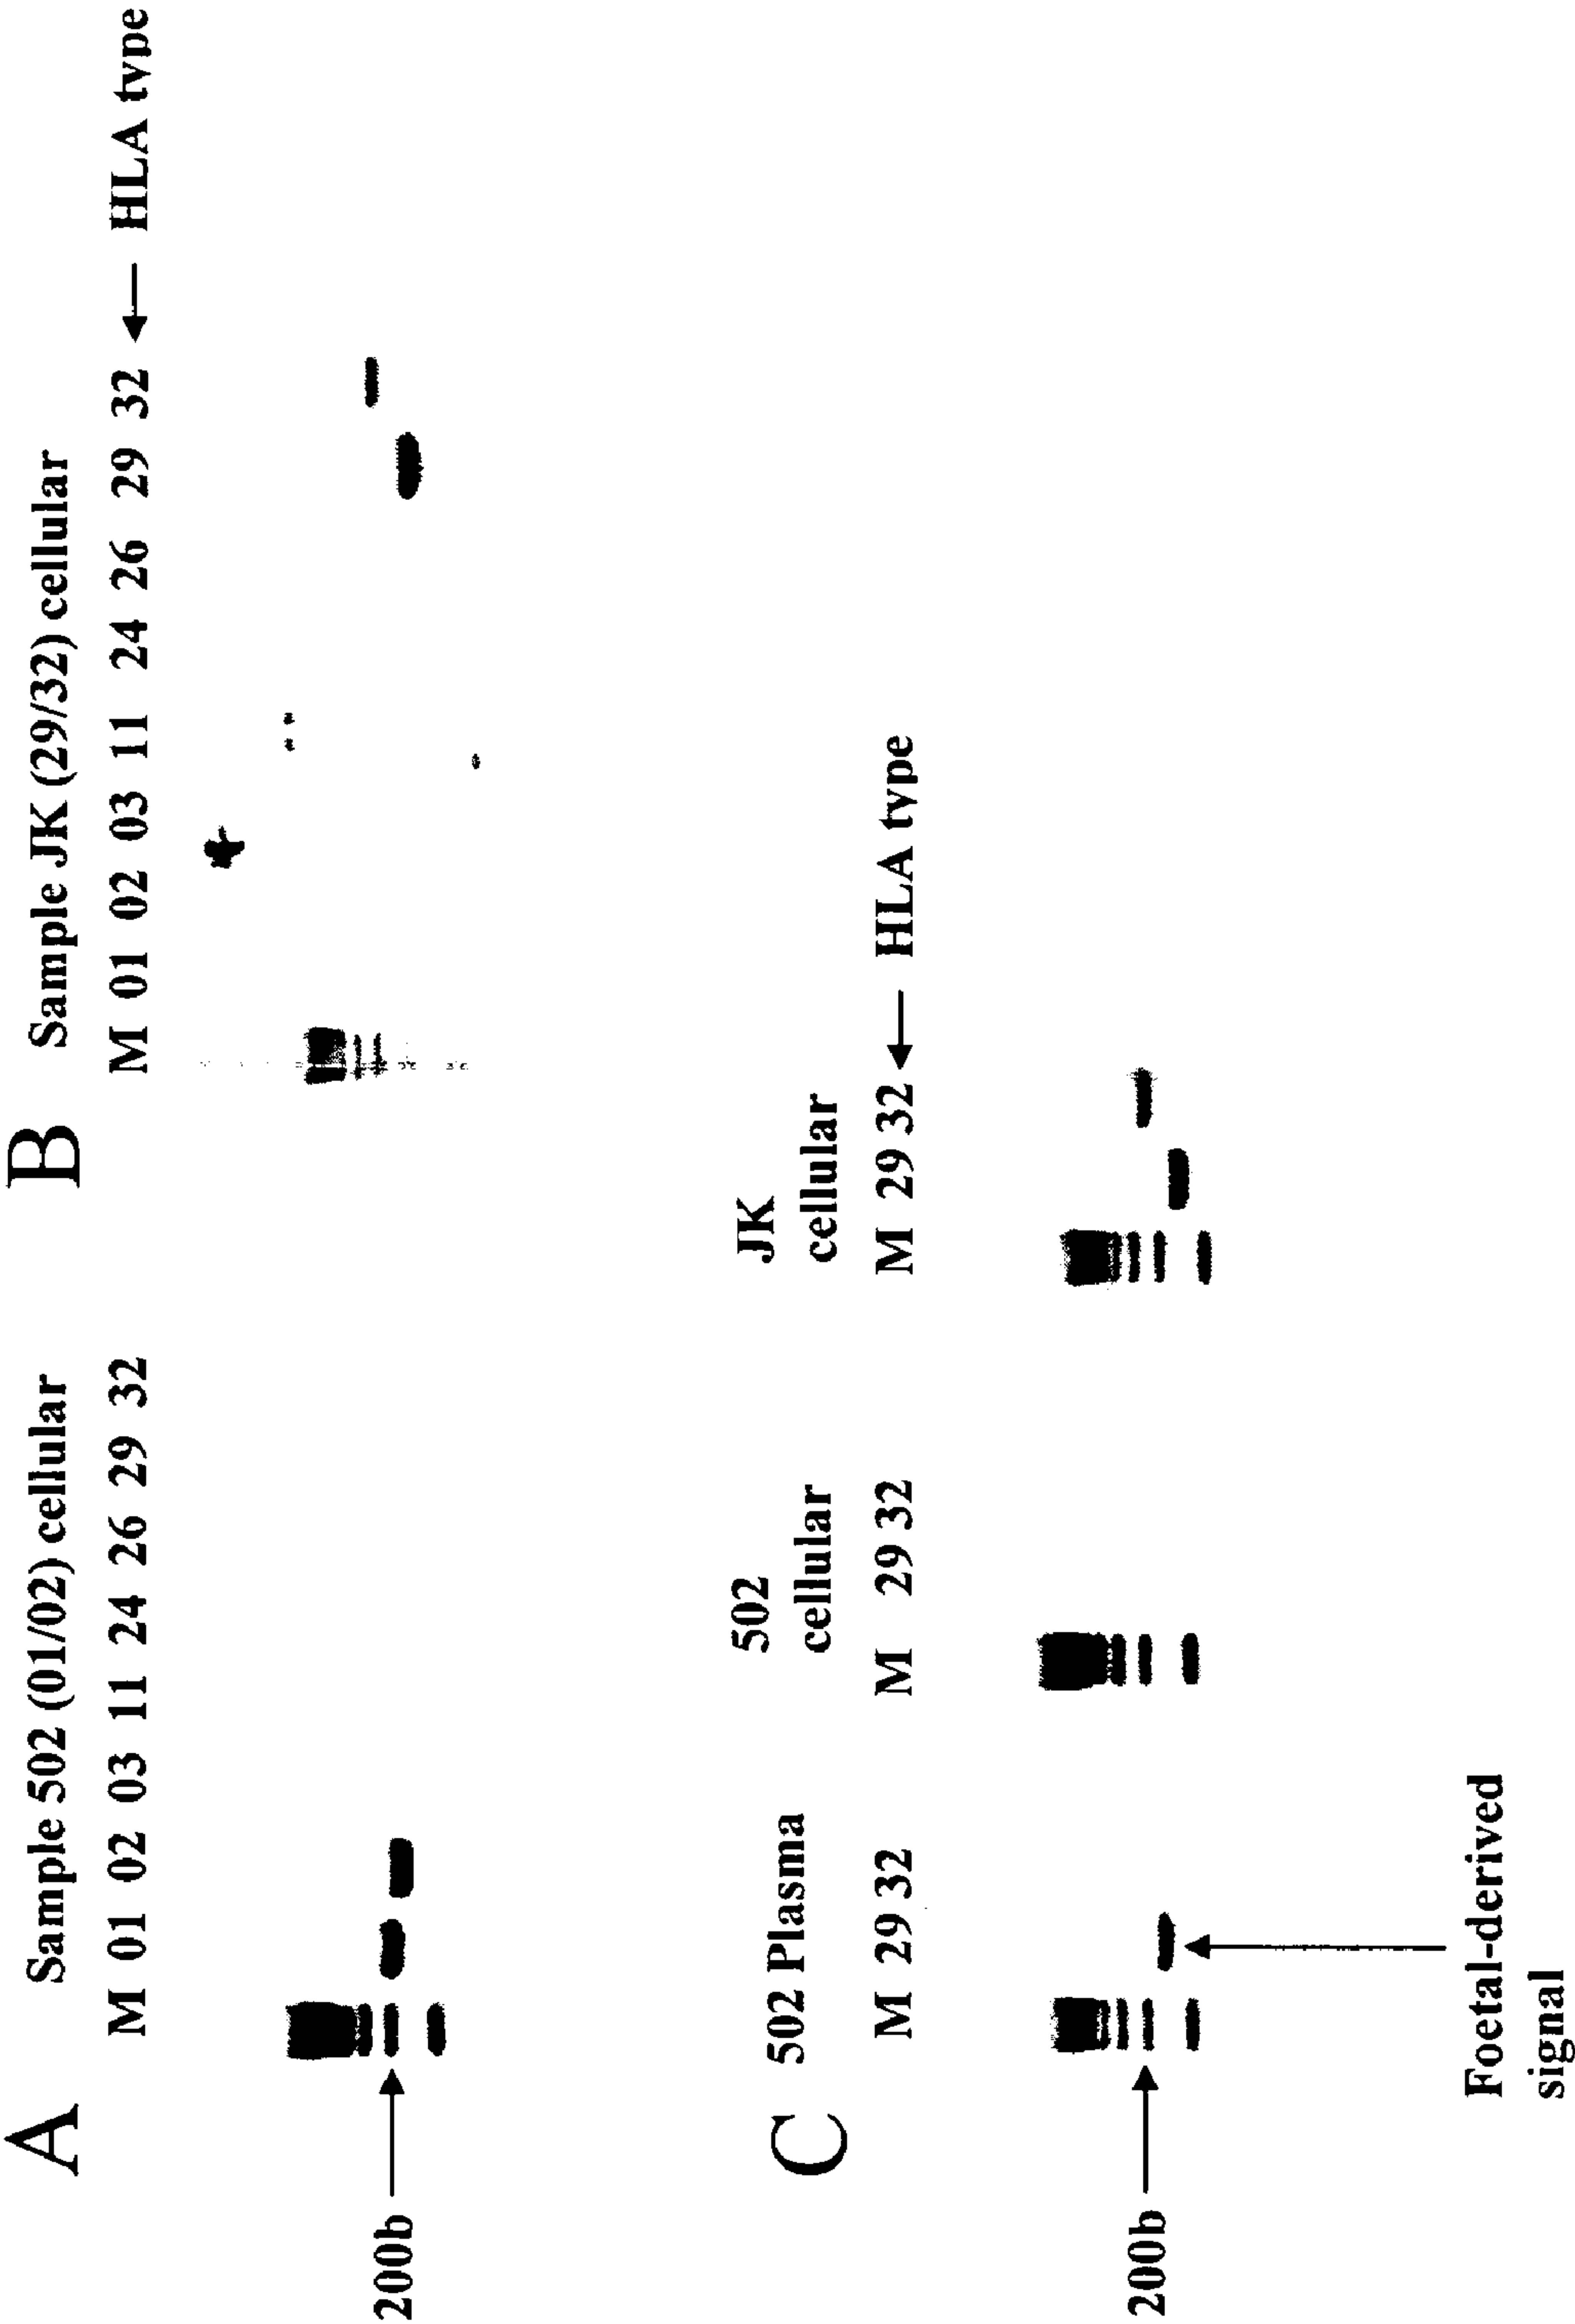 A
Sample 502 (01/02) cellular
M 01 02 03 11 24 26 29 32
200b
B
Sample JK (29/32) cellular
M 01 02 03 11 24 26 29 32
HLA type
C
502 Plasma
M 29 32
200b
Foetal-derived
signal
502
cellular
M 29 32
JK
cellular
M 29 32
HLA type